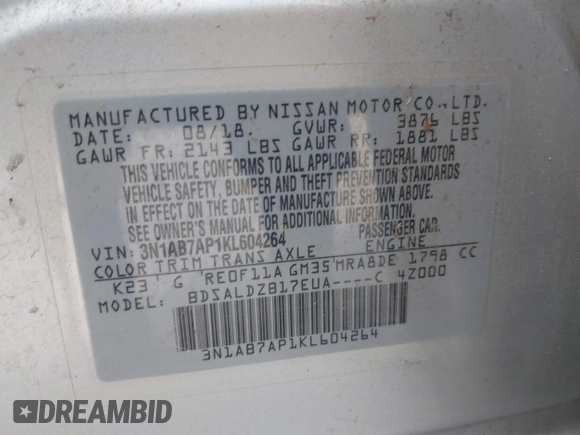 MANUFACTURED BY NISSAN MOTOR CO., LTD.
DATE: 08/18 GVWR: 3876 LBS
GAWR FR: 2143 LBS GAWR RR: 1881 LBS
THIS VEHICLE CONFORMS TO ALL APPLICABLE FEDERAL MOTOR
VEHICLE SAFETY, BUMPER AND THEFT PREVENTION STANDARDS
IN EFFECT ON THE DATE OF MANUFACTURE SHOWN ABOVE.
SEE OWNER'S MANUAL FOR OR FURTHER INFORMATION.
VIN: 3N1AB7AP1KL604264 PASSENGER CAR
COLOR TRIM TRANS AXLE ENGINE
K23 G RE0F11A GM35 MRA8DE 1798 CC
MODEL: BDSALDZB17EUA----C 4Z000
3N1AB7AP1KL604264
DREAMBID